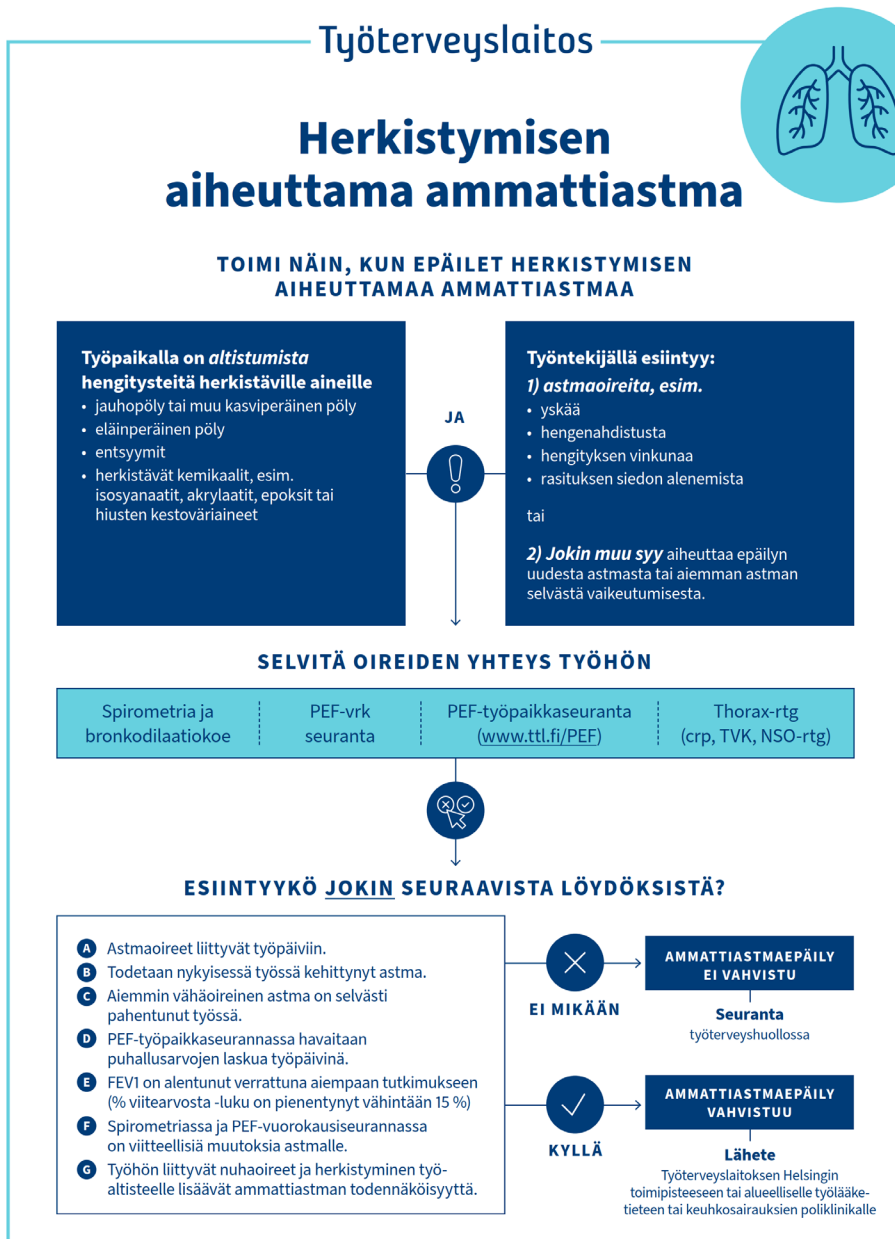 Työterveyslaitos
Herkistymisen
aiheuttama ammattiastma
TOIMI NÄIN, KUN EPÄILET HERKISTYMISEN
AIHEUTTAMAA AMMATTIASTMAA
Työpaikalla on altistumista
hengitysteitä herkistäville aineille
• jauhopöly tai muu kasviperäinen pöly
• eläinperäinen pöly
• entsyymit
• herkistävät kemikaalit, esim.
isosyanaatit, akrylaatit, epoksit tai
hiusten kestoväriaineet
JA
Työntekijällä esiintyy:
1) astmaoireita, esim.
• yskää
• hengenahdistusta
• hengityksen vinkunaa
• rasituksen siedon alenemista
tai
2) Jokin muu syy aiheuttaa epäilyn
uudesta astmasta tai aiemman astman
selvästä vaikeutumisesta.
SELVITÄ OIREIDEN YHTEYS TYÖHÖN
Spirometria ja
bronkodilaatiokoe
PEF-vrk
seuranta
PEF-työpaikkaseuranta
(www.ttl.fi/PEF)
Thorax-rtg
(crp, TVK, NSO-rtg)
ESIINTYYKÖ JOKIN SEURAAVISTA LÖYDÖKSISTÄ?
A Astmaoireet liittyvät työpäiviin.
B Todetaan nykyisessä työssä kehittynyt astma.
C Aiemmin vähäoireinen astma on selvästi
pahentunut työssä.
D PEF-työpaikkaseurannassa havaitaan
puhallusarvojen laskua työpäivinä.
E FEV1 on alentunut verrattuna aiempaan tutkimukseen
(% viitearvosta -luku on pienentynyt vähintään 15 %)
F Spirometriassa ja PEF-vuorokausiseurannassa
on viitteellisiä muutoksia astmalle.
G Työhön liittyvät nuhaoireet ja herkistyminen työ-
altisteelle lisäävät ammattiastman todennäköisyyttä.
EI MIKÄÄN
AMMATTIASTMAEPÄILY
EI VAHVISTU
Seuranta
työterveyshuollossa
KYLLÄ
AMMATTIASTMAEPÄILY
VAHVISTUU
Lähete
Työterveyslaitoksen Helsingin
toimipisteeseen tai alueelliselle työlääke-
tieteen tai keuhkosairauksien poliklinikalle